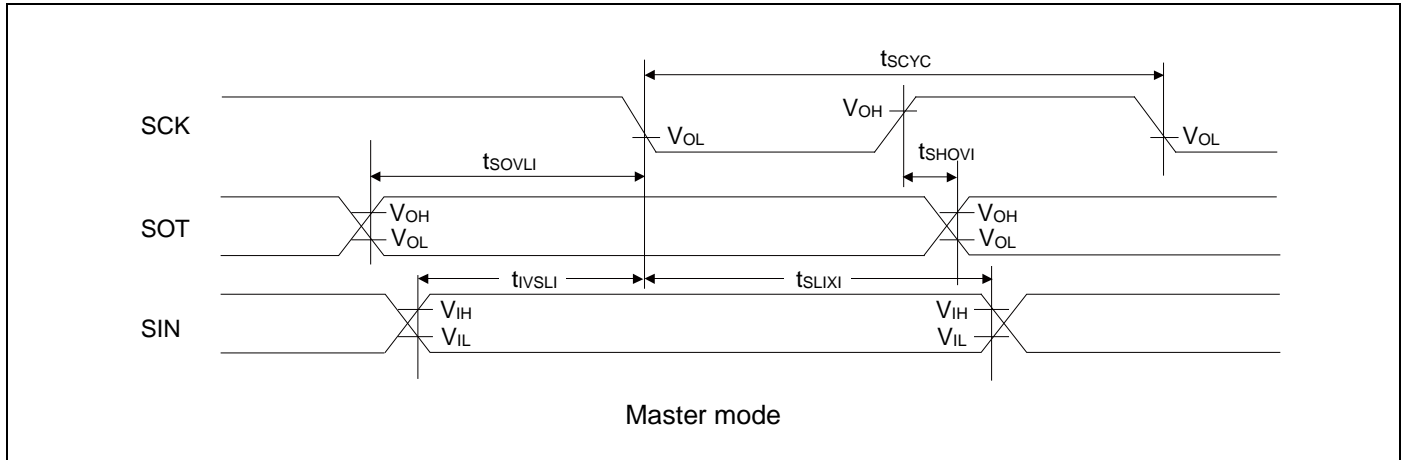 tSCYC
SCK
VOH
VOL
VOL
tSHOVI
tSOVLI
SOT
VOH
VOL
VOH
VOL
tIVSLI
tSLIXI
SIN
VIH
VIL
VIH
VIL
Master mode